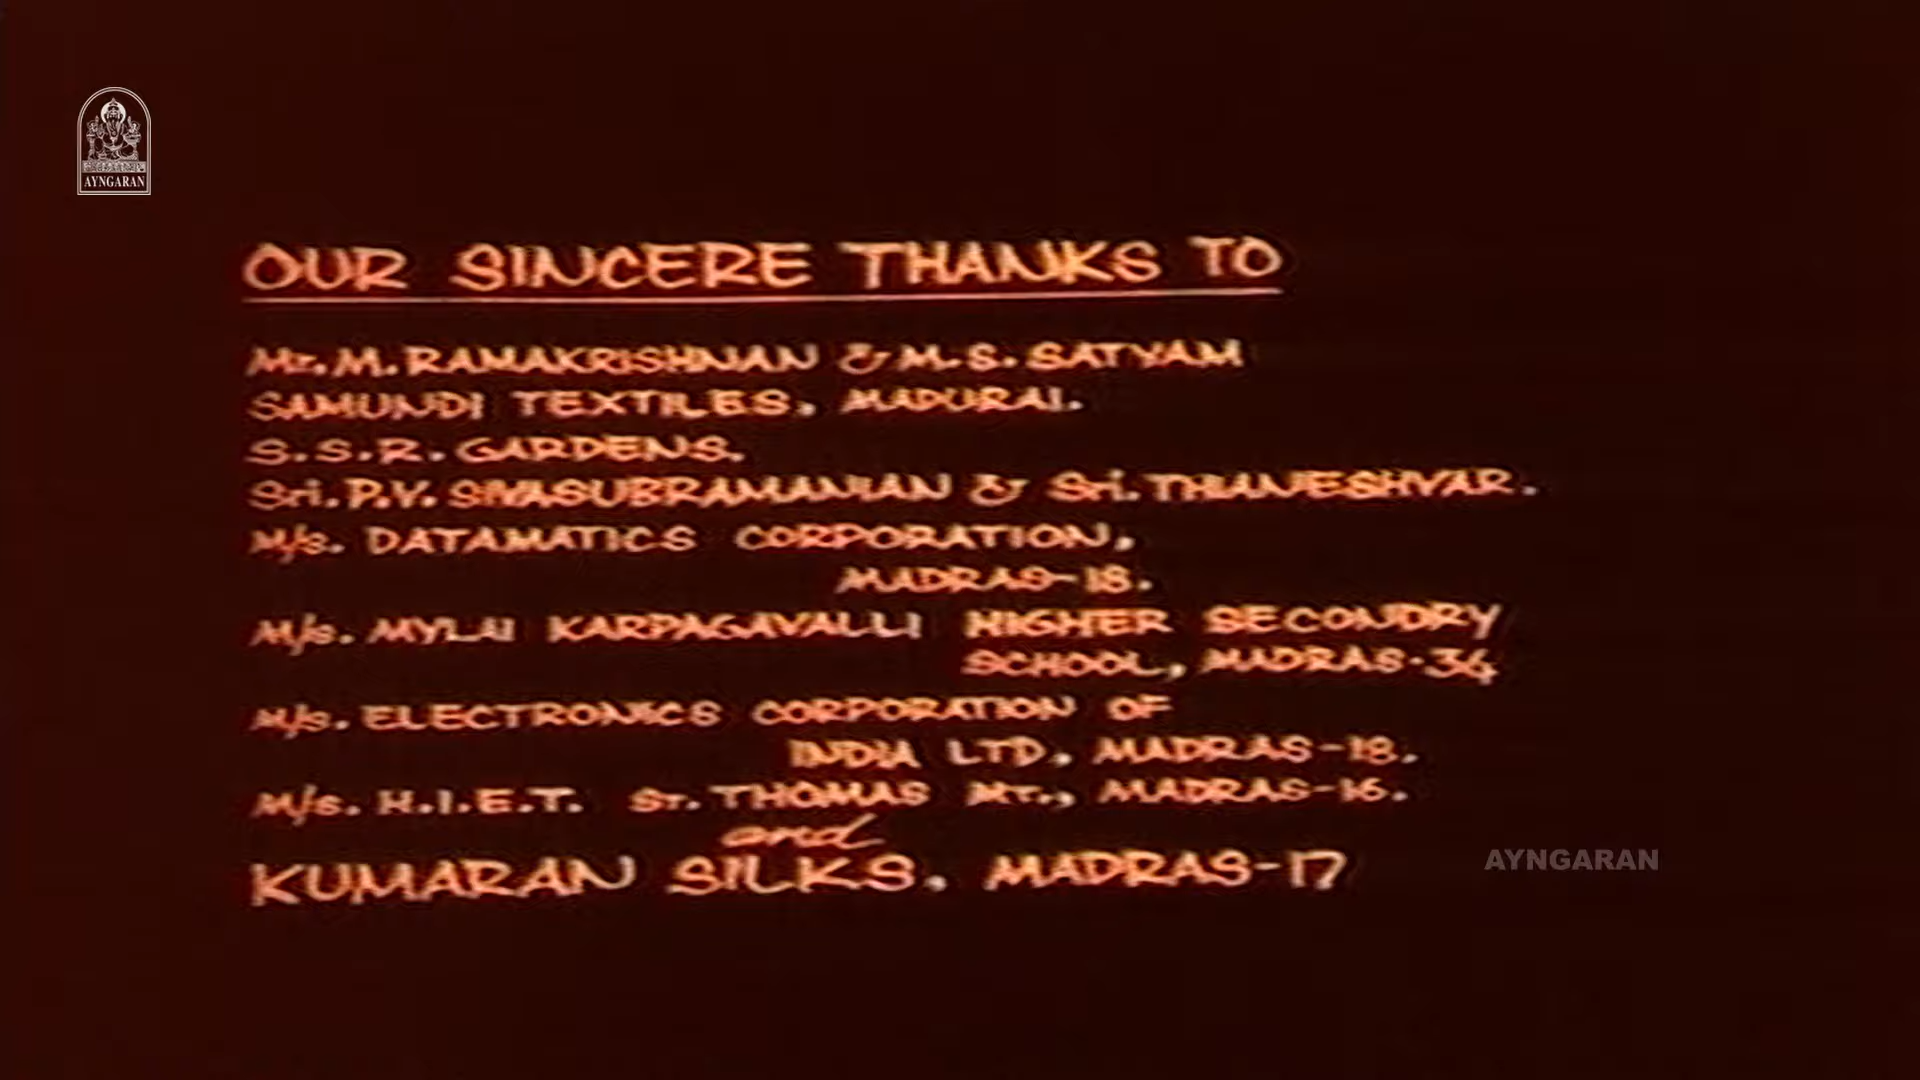 AYNGARAN
OUR SINCERE THANKS TO
Mr. M. RAMAKRISHNAN & M.S. SATYAM
SAMUNDI TEXTILES, MADURAI.
S.S.R. GARDENS.
Sri. P.V. SIVASUBRAMANIAN & Sri. THANESHVAR.
M/s. DATAMATICS CORPORATION,
MADRAS-18.
M/s. MYLAI KARPAGAVALLI HIGHER SECONDRY
SCHOOL, MADRAS-34
M/s. ELECTRONICS CORPORATION OF
INDIA LTD, MADRAS-18.
M/s. H.I.E.T. ST. THOMAS MT., MADRAS-16.
and
KUMARAN SILKS, MADRAS-17
AYNGARAN